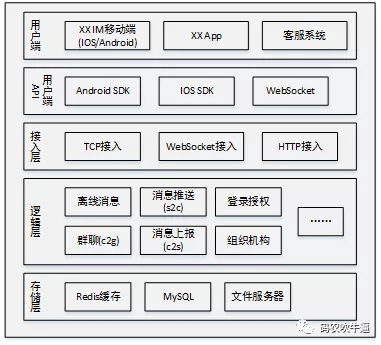 用户端
XX IM移动端
(IOS/Android)
XX App
客服系统
用户端
API
Android SDK
IOS SDK
WebSocket
接入层
TCP接入
WebSocket接入
HTTP接入
逻辑层
离线消息
消息推送
(s2c)
登录授权
……
群聊(c2g)
消息上报
(c2s)
组织机构
存储层
Redis缓存
MySQL
文件服务器
码农吹牛逼